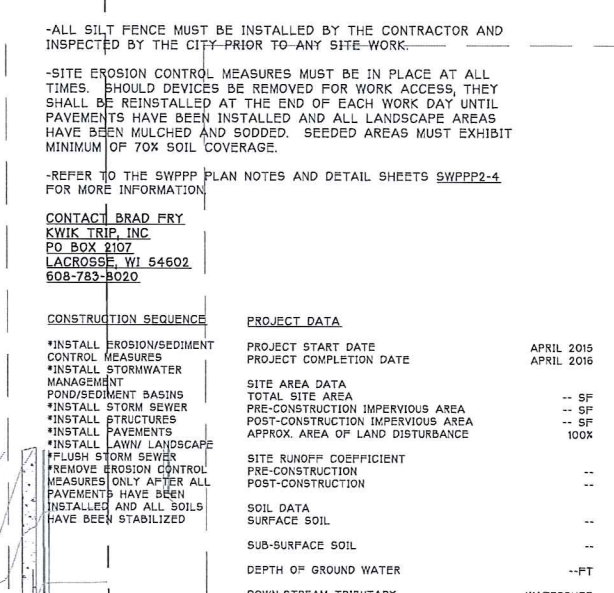 -ALL SILT FENCE MUST BE INSTALLED BY THE CONTRACTOR AND
INSPECTED BY THE CITY PRIOR TO ANY SITE WORK.
-SITE EROSION CONTROL MEASURES MUST BE IN PLACE AT ALL
TIMES. SHOULD DEVICES BE REMOVED FOR WORK ACCESS, THEY
SHALL BE REINSTALLED AT THE END OF EACH WORK DAY UNTIL
PAVEMENTS HAVE BEEN INSTALLED AND ALL LANDSCAPE AREAS
HAVE BEEN MULCHED AND SODDED. SEEDED AREAS MUST EXHIBIT
MINIMUM OF 70% SOIL COVERAGE.
-REFER TO THE SWPPP PLAN NOTES AND DETAIL SHEETS SWPPP2-4
FOR MORE INFORMATION
CONTACT BRAD FRY
KWIK TRIP, INC
PO BOX 2107
LACROSSE, WI 54602
608-783-8020
CONSTRUCTION SEQUENCE
*INSTALL EROSION/SEDIMENT
CONTROL MEASURES
*INSTALL STORMWATER
MANAGEMENT
POND/SEDIMENT BASINS
*INSTALL STORM SEWER
*INSTALL STRUCTURES
*INSTALL PAVEMENTS
*INSTALL LAWN/ LANDSCAPE
*FLUSH STORM SEWER
*REMOVE EROSION CONTROL
MEASURES ONLY AFTER ALL
PAVEMENTS HAVE BEEN
INSTALLED AND ALL SOILS
HAVE BEEN STABILIZED
PROJECT DATA
PROJECT START DATE APRIL 2015
PROJECT COMPLETION DATE APRIL 2016
SITE AREA DATA
TOTAL SITE AREA -- SF
PRE-CONSTRUCTION IMPERVIOUS AREA -- SF
POST-CONSTRUCTION IMPERVIOUS AREA -- SF
APPROX. AREA OF LAND DISTURBANCE 100%
SITE RUNOFF COEFFICIENT
PRE-CONSTRUCTION --
POST-CONSTRUCTION --
SOIL DATA
SURFACE SOIL --
SUB-SURFACE SOIL --
DEPTH OF GROUND WATER --FT